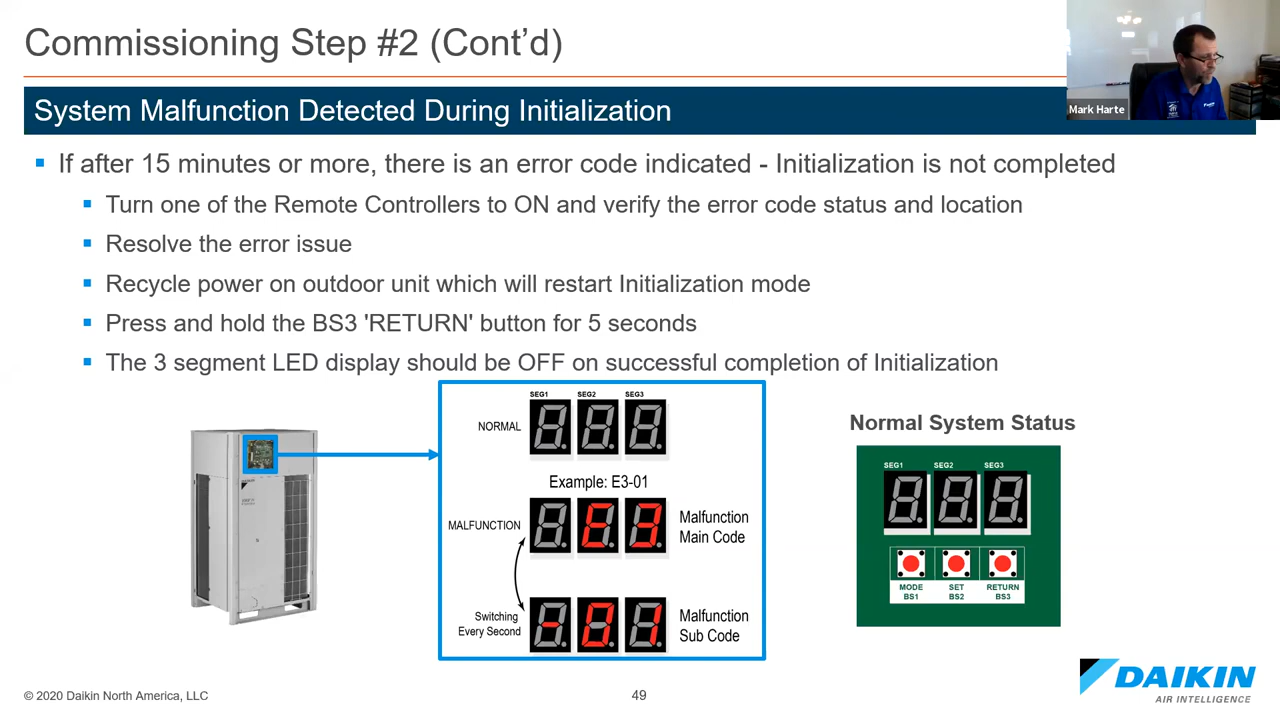 Commissioning Step #2 (Cont'd)
Mark Harte
System Malfunction Detected During Initialization
▪ If after 15 minutes or more, there is an error code indicated - Initialization is not completed
▪ Turn one of the Remote Controllers to ON and verify the error code status and location
▪ Resolve the error issue
▪ Recycle power on outdoor unit which will restart Initialization mode
▪ Press and hold the BS3 'RETURN' button for 5 seconds
▪ The 3 segment LED display should be OFF on successful completion of Initialization
SEG1 SEG2 SEG3
NORMAL
Example: E3-01
MALFUNCTION
E3
Malfunction
Main Code
Switching
Every Second
-01
Malfunction
Sub Code
Normal System Status
SEG1 SEG2 SEG3
MODE SET RETURN
BS1 BS2 BS3
© 2020 Daikin North America, LLC
49
DAIKIN
AIR INTELLIGENCE